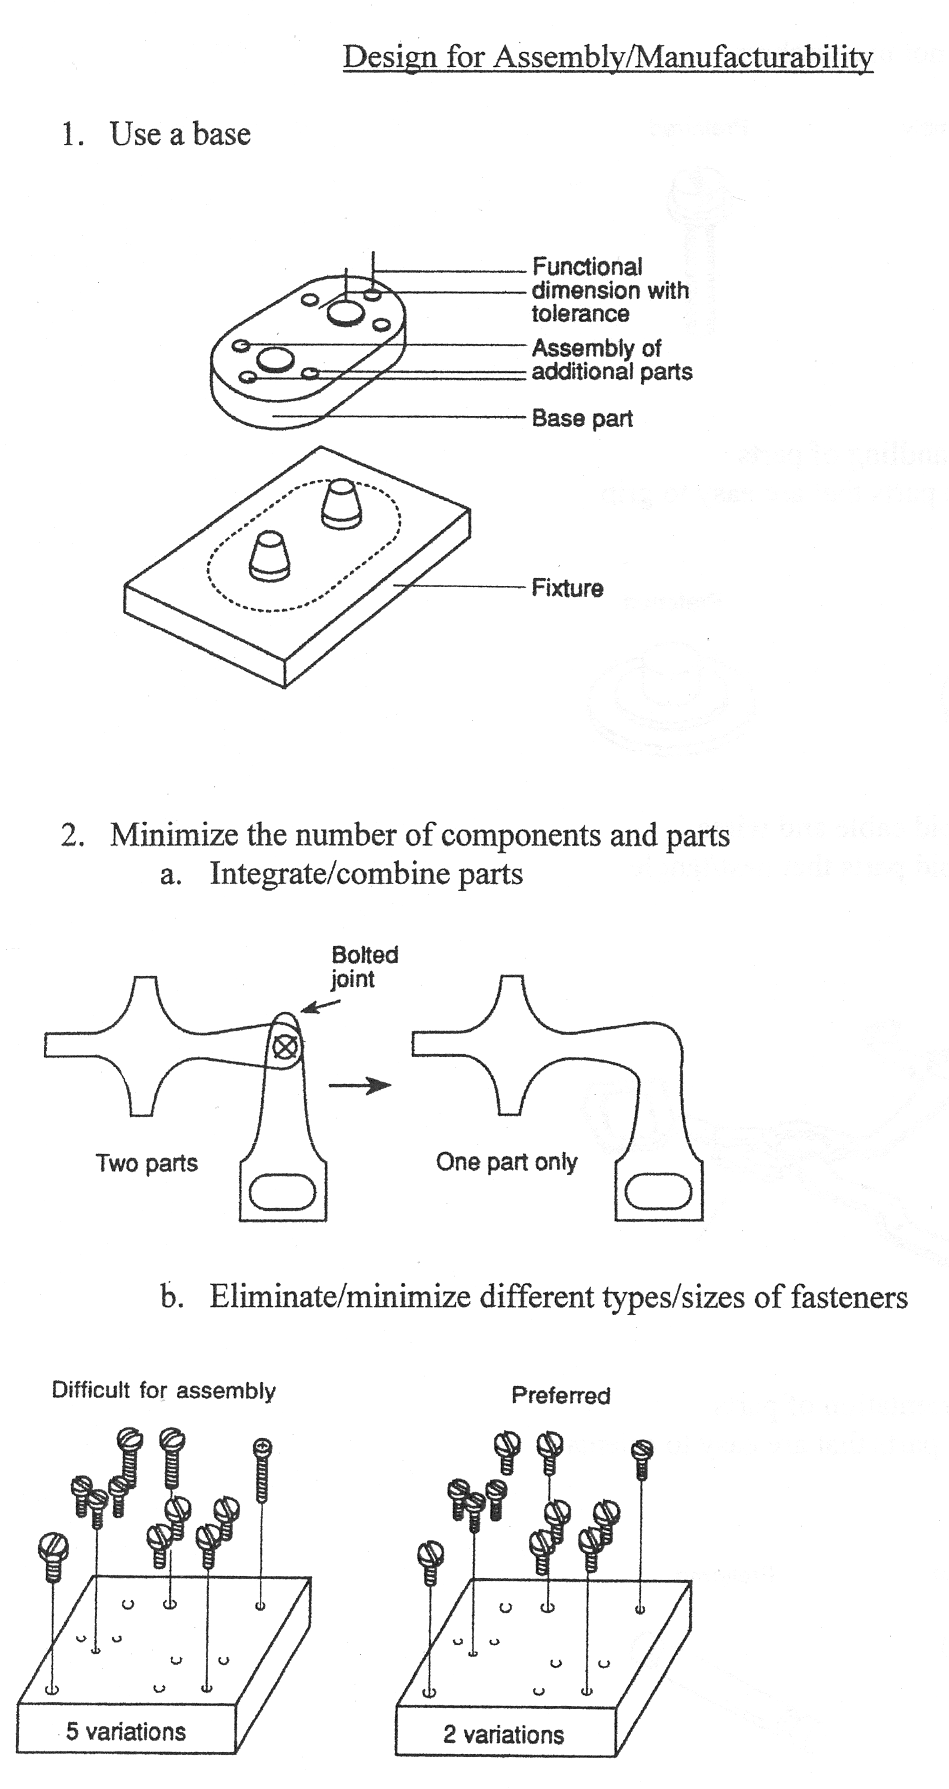 Design for Assembly/Manufacturability
1. Use a base
Functional
dimension with
tolerance
Assembly of
additional parts
Base part
Fixture
2. Minimize the number of components and parts
a. Integrate/combine parts
Bolted
joint
Two parts
One part only
b. Eliminate/minimize different types/sizes of fasteners
Difficult for assembly
Preferred
5 variations
2 variations